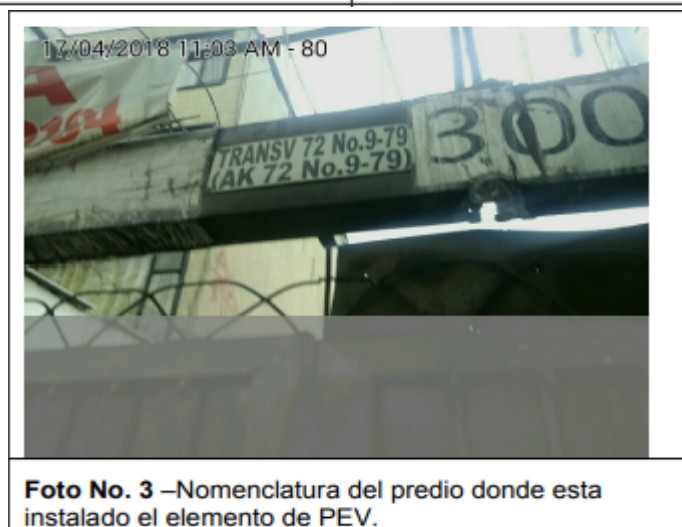 17/04/2018 11:03 AM - 80
A
TRANSV 72 No.9-79
(AK 72 No.9-79)
300
Foto No. 3 –Nomenclatura del predio donde esta
instalado el elemento de PEV.